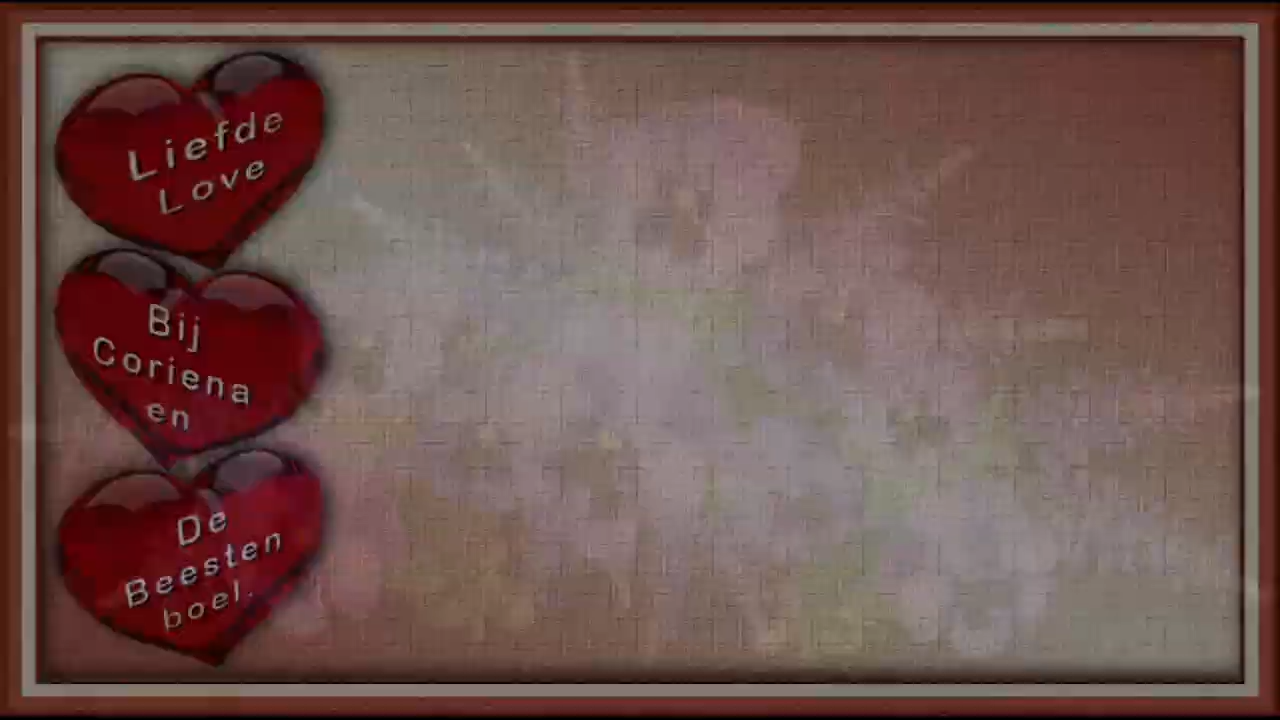 Liefde
Love
Bij
Coriena
en
De
Beesten
boel.